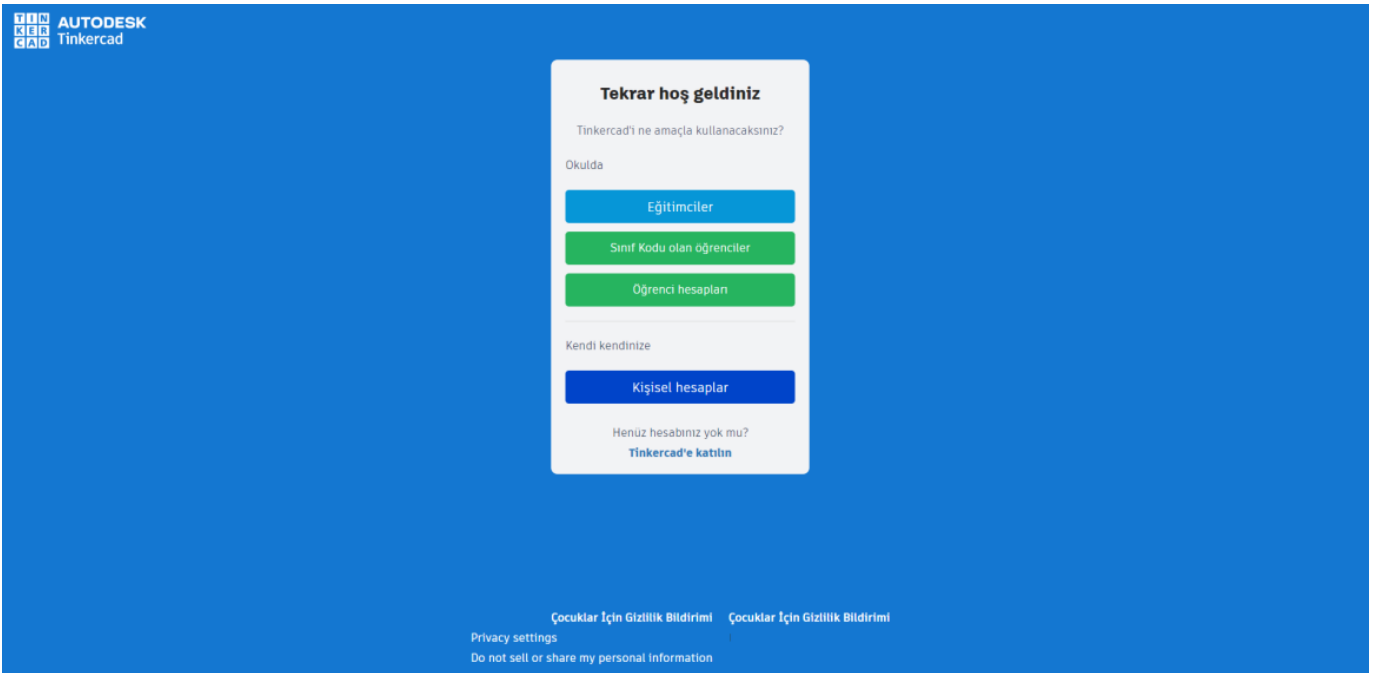 TIN
KER
CAD
AUTODESK
Tinkercad
Tekrar hoş geldiniz
Tinkercad'i ne amaçla kullanacaksınız?
Okulda
Eğitimciler
Sınıf Kodu olan öğrenciler
Öğrenci hesapları
Kendi kendinize
Kişisel hesaplar
Henüz hesabınız yok mu?
Tinkercad'e katılın
Çocuklar İçin Gizlilik Bildirimi Çocuklar İçin Gizlilik Bildirimi
Privacy settings
Do not sell or share my personal information